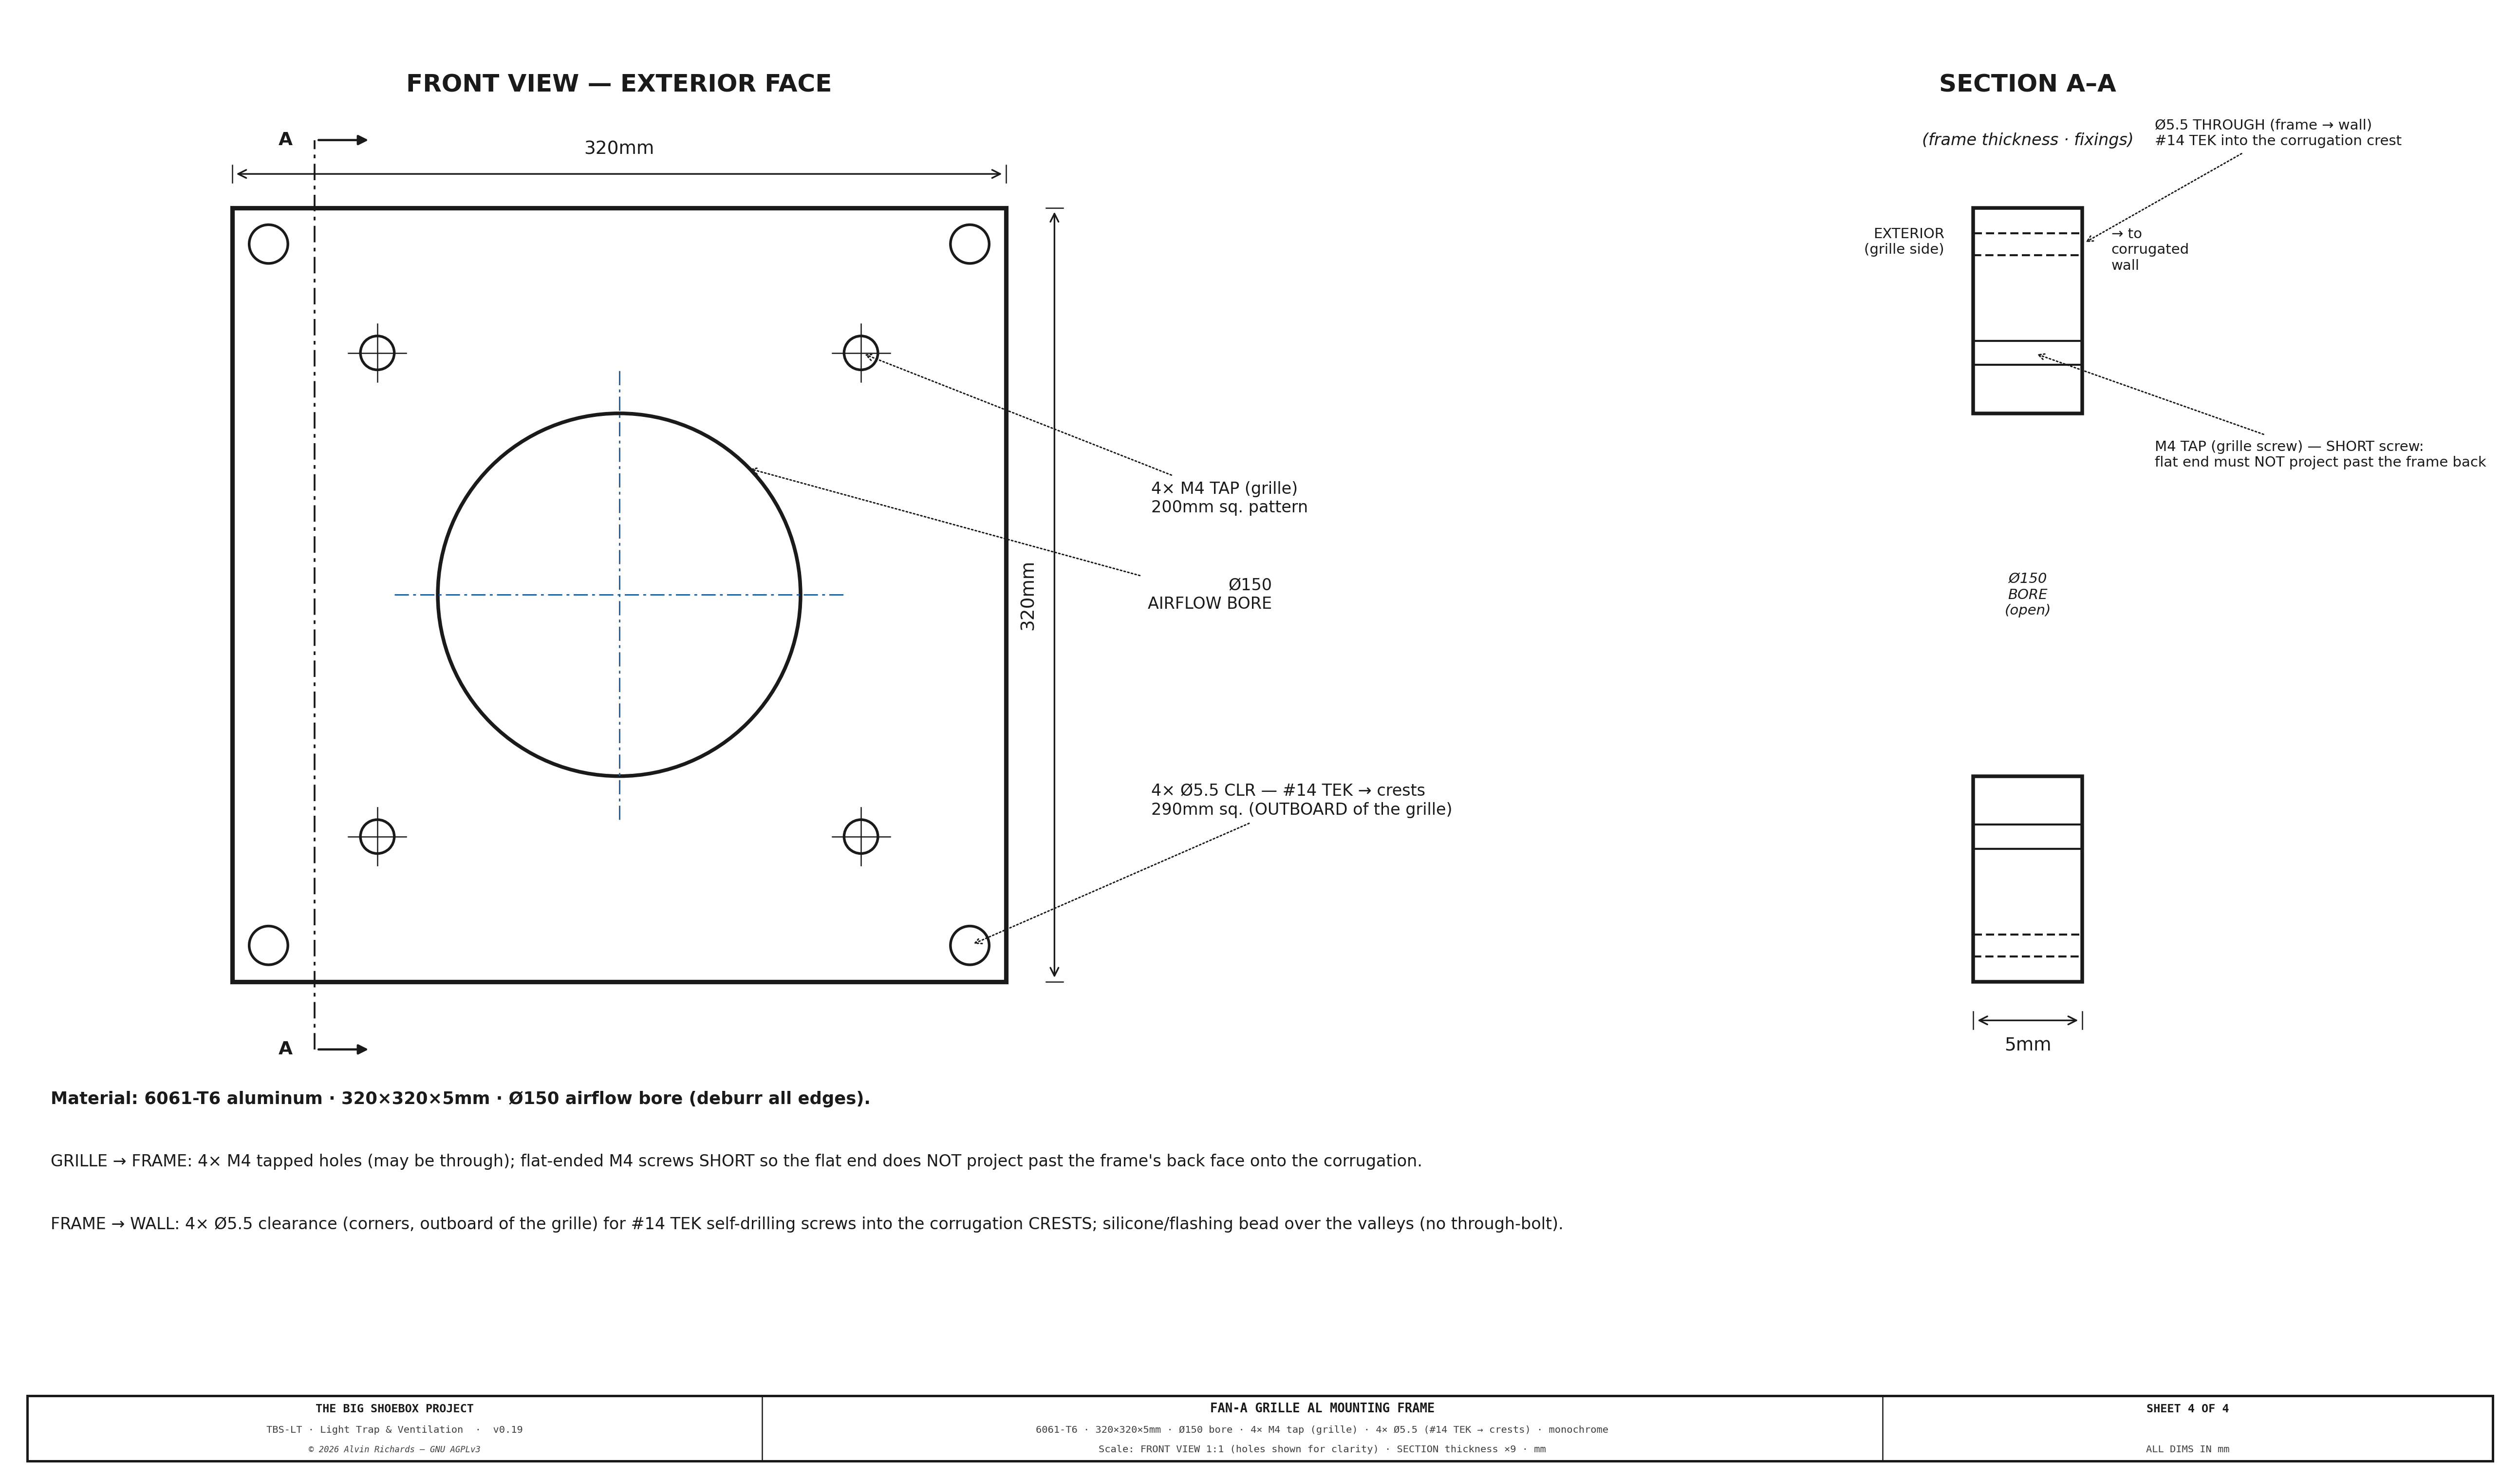 FRONT VIEW — EXTERIOR FACE
A
320mm
320mm
4× M4 TAP (grille)
200mm sq. pattern
Ø150
AIRFLOW BORE
4× Ø5.5 CLR — #14 TEK → crests
290mm sq. (OUTBOARD of the grille)
A
SECTION A–A
(frame thickness · fixings)
Ø5.5 THROUGH (frame → wall)
#14 TEK into the corrugation crest
EXTERIOR
(grille side)
→ to
corrugated
wall
M4 TAP (grille screw) — SHORT screw:
flat end must NOT project past the frame back
Ø150
BORE
(open)
5mm
Material: 6061-T6 aluminum · 320×320×5mm · Ø150 airflow bore (deburr all edges).
GRILLE → FRAME: 4× M4 tapped holes (may be through); flat-ended M4 screws SHORT so the flat end does NOT project past the frame's back face onto the corrugation.
FRAME → WALL: 4× Ø5.5 clearance (corners, outboard of the grille) for #14 TEK self-drilling screws into the corrugation CRESTS; silicone/flashing bead over the valleys (no through-bolt).
THE BIG SHOEBOX PROJECT
TBS-LT · Light Trap & Ventilation · v0.19
© 2026 Alvin Richards — GNU AGPLv3
FAN-A GRILLE AL MOUNTING FRAME
6061-T6 · 320×320×5mm · Ø150 bore · 4× M4 tap (grille) · 4× Ø5.5 (#14 TEK → crests) · monochrome
Scale: FRONT VIEW 1:1 (holes shown for clarity) · SECTION thickness ×9 · mm
SHEET 4 OF 4
ALL DIMS IN mm